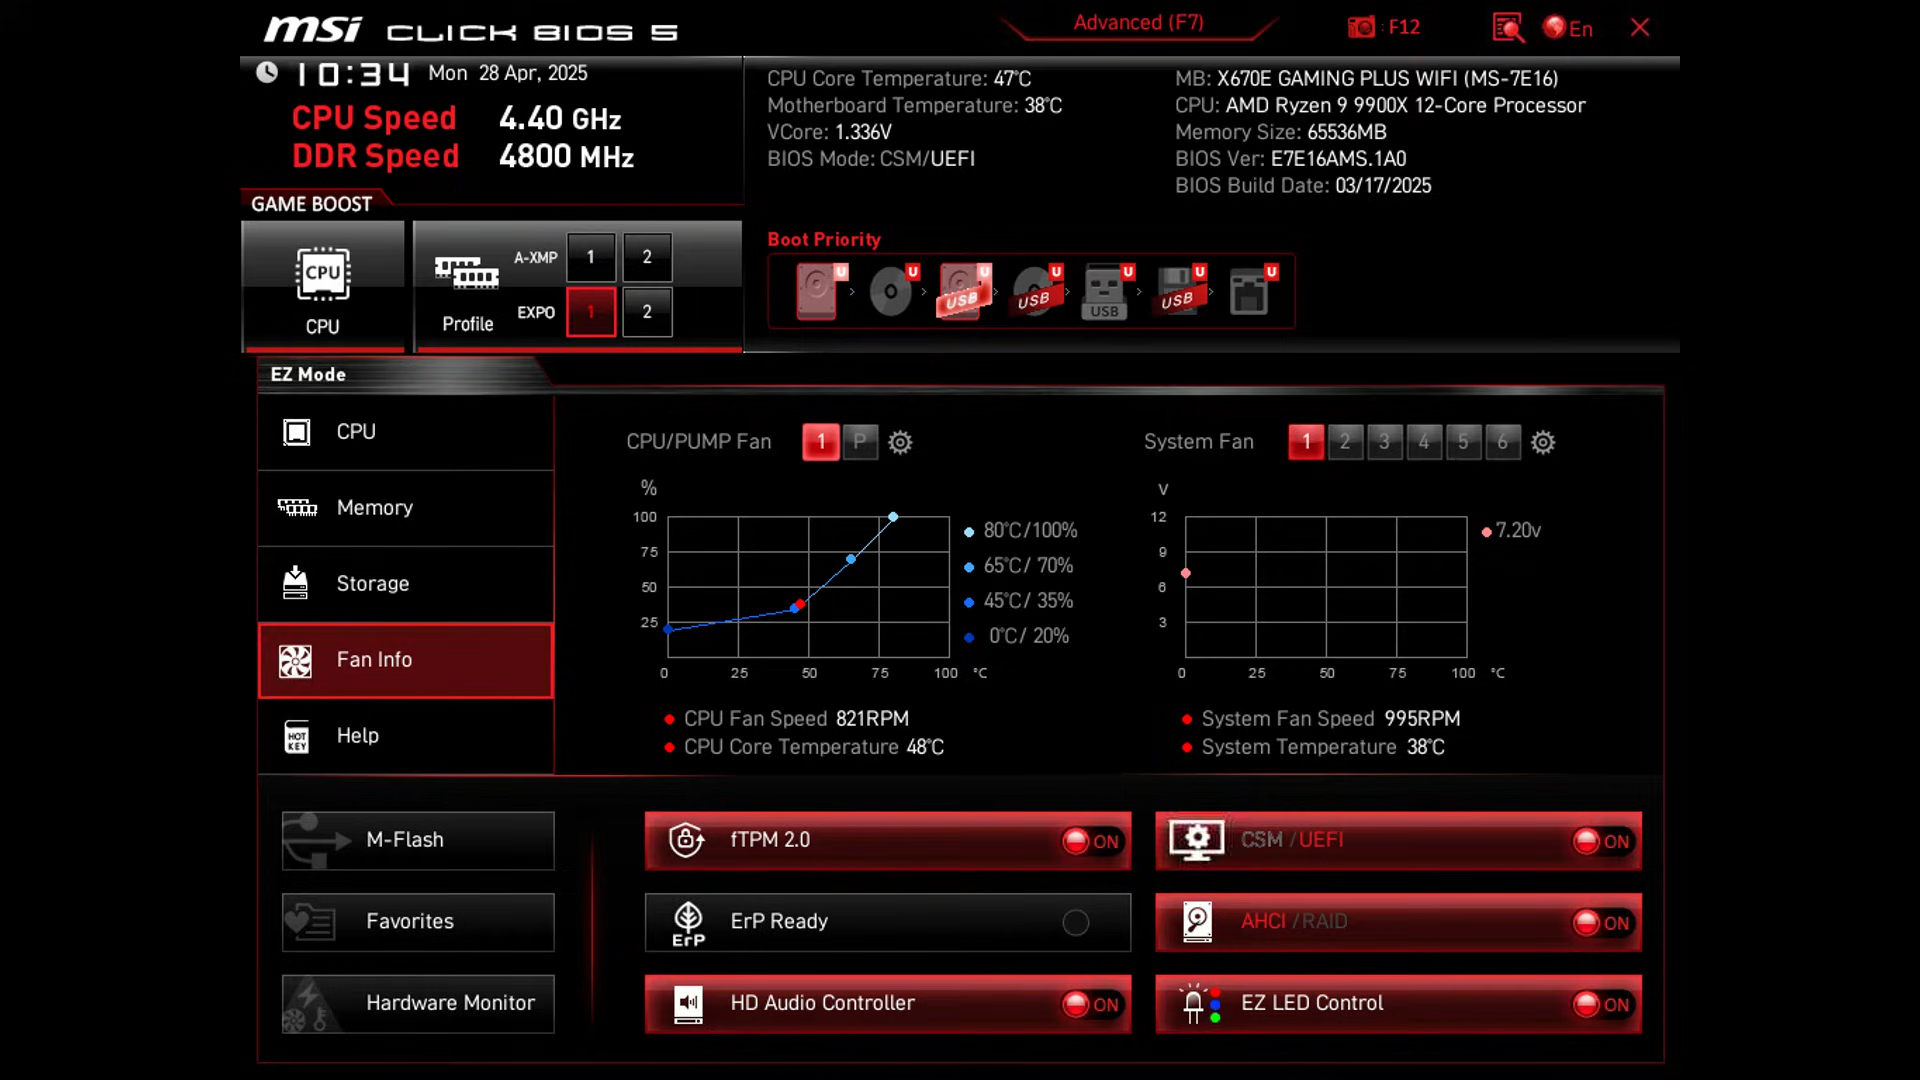 msi CLICK BIOS 5
Advanced (F7)
: F12
En
10:34 Mon 28 Apr, 2025
CPU Speed 4.40 GHz
DDR Speed 4800 MHz
CPU Core Temperature: 47°C
Motherboard Temperature: 38°C
VCore: 1.336V
BIOS Mode: CSM/UEFI
MB: X670E GAMING PLUS WIFI (MS-7E16)
CPU: AMD Ryzen 9 9900X 12-Core Processor
Memory Size: 65536MB
BIOS Ver: E7E16AMS.1A0
BIOS Build Date: 03/17/2025
GAME BOOST
CPU
CPU
Profile
A-XMP 1 2
EXPO 1 2
Boot Priority
U U U U U U U
USB USB USB USB
EZ Mode
CPU
Memory
Storage
Fan Info
HOT KEY Help
CPU/PUMP Fan 1 P
%
100
75
50
25
0 25 50 75 100 °C
80°C/100%
65°C/ 70%
45°C/ 35%
0°C/ 20%
CPU Fan Speed 821RPM
CPU Core Temperature 48°C
System Fan 1 2 3 4 5 6
V
12
9
6
3
0 25 50 75 100 °C
7.20v
System Fan Speed 995RPM
System Temperature 38°C
M-Flash
Favorites
Hardware Monitor
fTPM 2.0 ON
ErP ErP Ready
HD Audio Controller ON
CSM /UEFI ON
AHCI /RAID ON
EZ LED Control ON